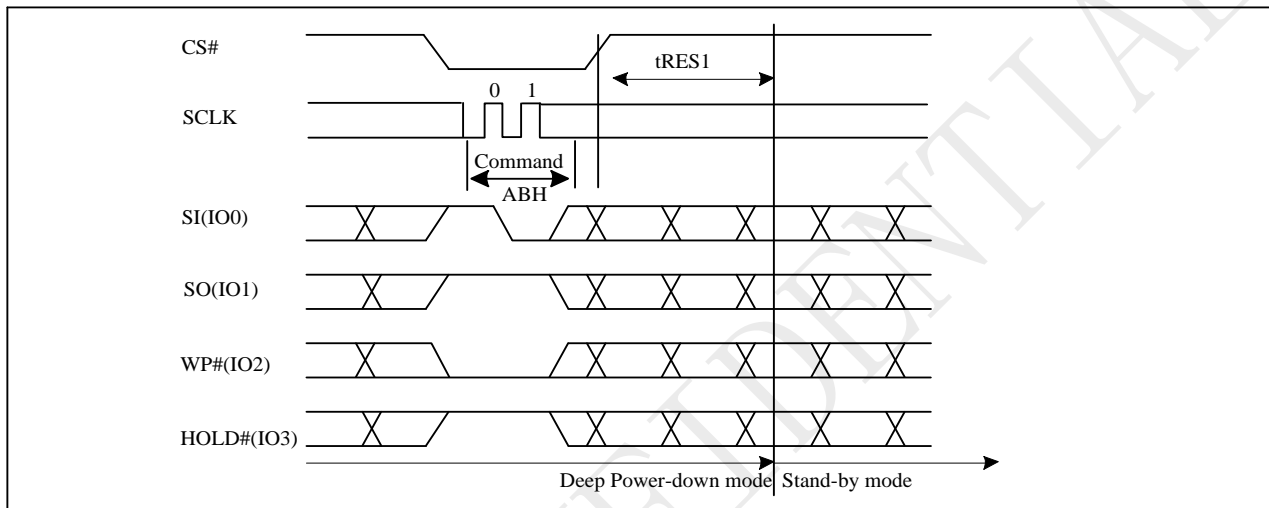 CS#
tRES1
0 1
SCLK
Command
ABH
SI(IO0)
SO(IO1)
WP#(IO2)
HOLD#(IO3)
Deep Power-down mode Stand-by mode